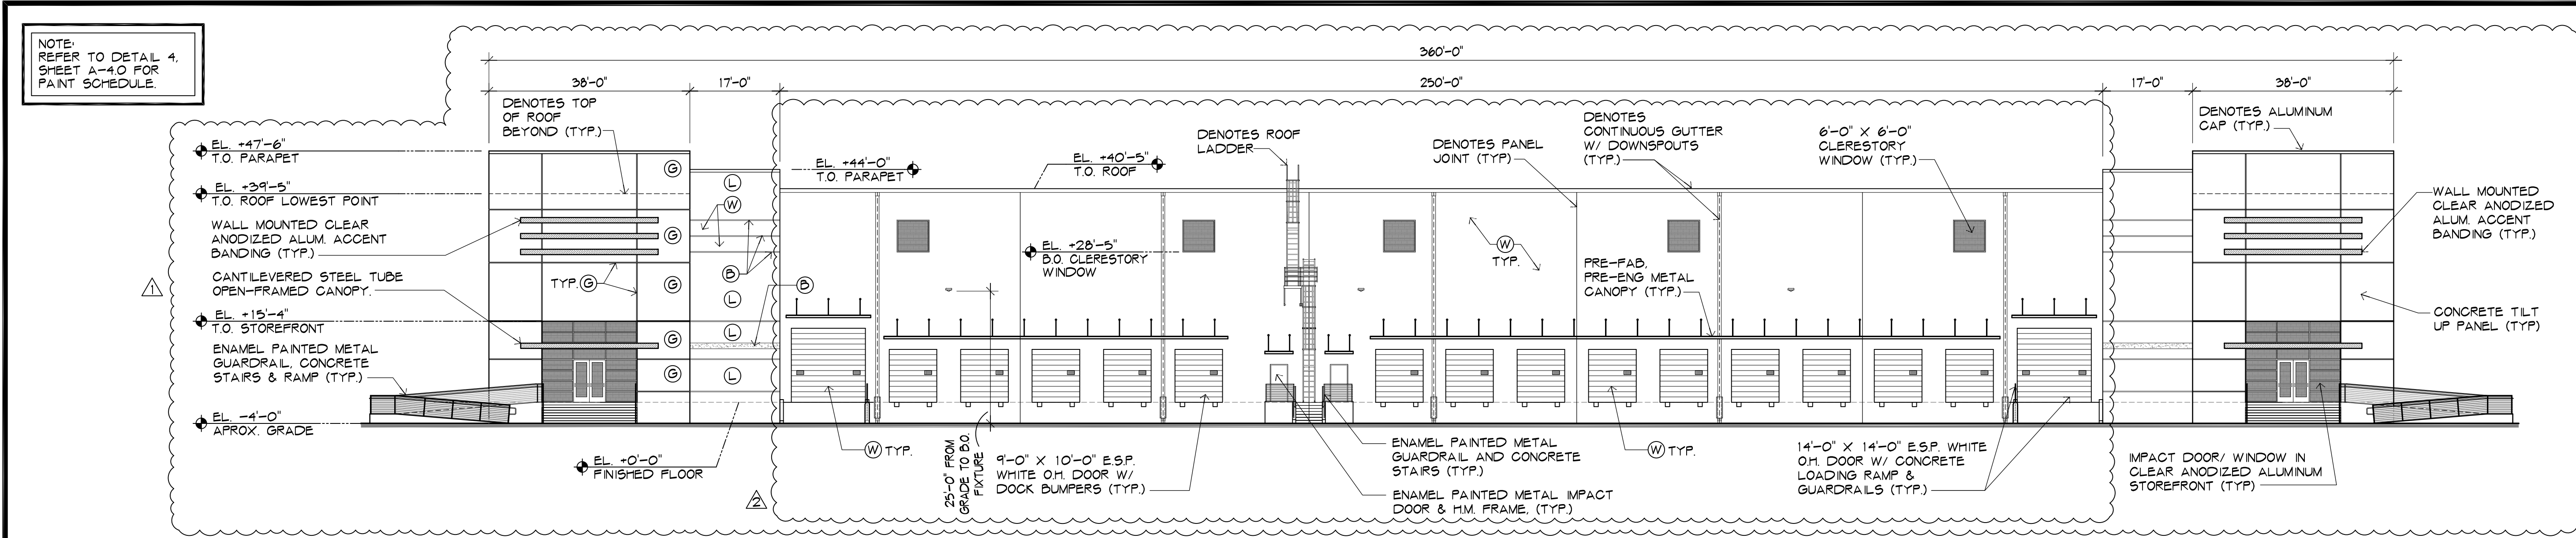 NOTE:
REFER TO DETAIL 4,
SHEET A-4.0 FOR
PAINT SCHEDULE.
360'-0"
38'-0"
17'-0"
250'-0"
17'-0"
38'-0"
DENOTES TOP
OF ROOF
BEYOND (TYP.)
EL. +47'-6"
T.O. PARAPET
EL. +39'-5"
T.O. ROOF LOWEST POINT
WALL MOUNTED CLEAR
ANODIZED ALUM. ACCENT
BANDING (TYP.)
CANTILEVERED STEEL TUBE
OPEN-FRAMED CANOPY.
EL. +15'-4"
T.O. STOREFRONT
ENAMEL PAINTED METAL
GUARDRAIL, CONCRETE
STAIRS & RAMP (TYP.)
EL. -4'-0"
APROX. GRADE
1
TYP. G
G
G
G
G
G
L
W
B
L
L
L
B
EL. +0'-0"
FINISHED FLOOR
2
EL. +44'-0"
T.O. PARAPET
EL. +40'-5"
T.O. ROOF
EL. +28'-5"
B.O. CLERESTORY
WINDOW
DENOTES ROOF
LADDER
DENOTES PANEL
JOINT (TYP)
DENOTES
CONTINUOUS GUTTER
W/ DOWNSPOUTS
(TYP.)
6'-0" X 6'-0"
CLERESTORY
WINDOW (TYP.)
W
TYP.
PRE-FAB,
PRE-ENG METAL
CANOPY (TYP.)
W TYP.
25'-0" FROM
GRADE TO B.O.
FIXTURE
9'-0" X 10'-0" E.S.P.
WHITE O.H. DOOR W/
DOCK BUMPERS (TYP.)
ENAMEL PAINTED METAL
GUARDRAIL AND CONCRETE
STAIRS (TYP.)
ENAMEL PAINTED METAL IMPACT
DOOR & H.M. FRAME, (TYP.)
W TYP.
14'-0" X 14'-0" E.S.P. WHITE
O.H. DOOR W/ CONCRETE
LOADING RAMP &
GUARDRAILS (TYP.)
DENOTES ALUMINUM
CAP (TYP.)
WALL MOUNTED
CLEAR ANODIZED
ALUM. ACCENT
BANDING (TYP.)
CONCRETE TILT
UP PANEL (TYP)
IMPACT DOOR/ WINDOW IN
CLEAR ANODIZED ALUMINUM
STOREFRONT (TYP)